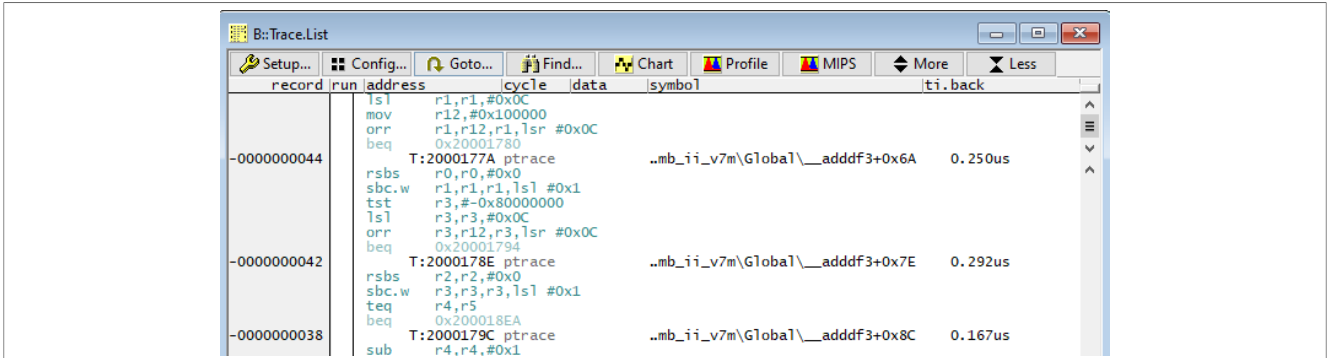 B::Trace.List
Setup... Config... Goto... Find... Chart Profile MIPS More Less
record run address cycle data symbol ti.back
lsl r1,r1,#0x0C
mov r12,#0x100000
orr r1,r12,r1,lsr #0x0C
beq 0x20001780
-0000000044 T:2000177A ptrace ..mb_ii_v7m\Global\__adddf3+0x6A 0.250us
rsbs r0,r0,#0x0
sbc.w r1,r1,r1,lsl #0x1
tst r3,#-0x80000000
lsl r3,r3,#0x0C
orr r3,r12,r3,lsr #0x0C
beq 0x20001794
-0000000042 T:2000178E ptrace ..mb_ii_v7m\Global\__adddf3+0x7E 0.292us
rsbs r2,r2,#0x0
sbc.w r3,r3,r3,lsl #0x1
teq r4,r5
beq 0x200018EA
-0000000038 T:2000179C ptrace ..mb_ii_v7m\Global\__adddf3+0x8C 0.167us
sub r4,r4,#0x1